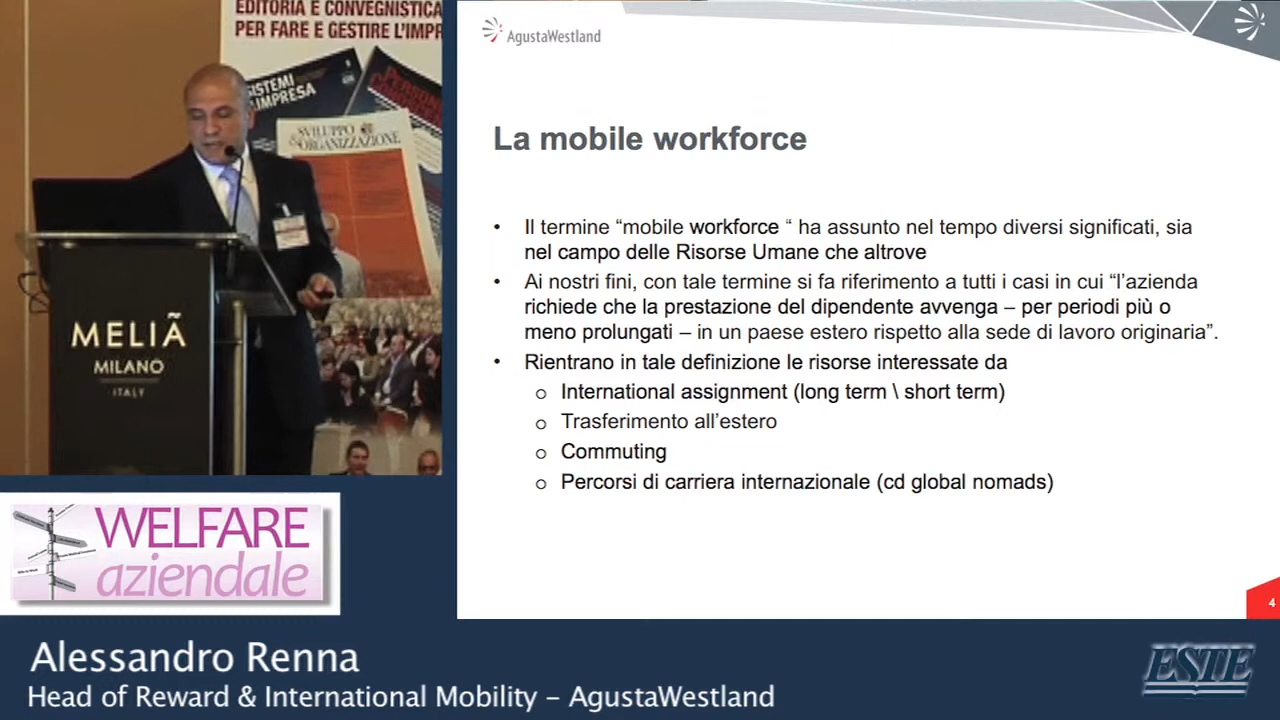 EDITORIA E CONVEGNISTICA
PER FARE E GESTIRE L'IMPR
SISTEMI
IMPRESA
SVILUPPO
&ORGANIZZAZIONE
MELIÃ
MILANO
ITALY
AgustaWestland
La mobile workforce
• Il termine “mobile workforce “ ha assunto nel tempo diversi significati, sia
nel campo delle Risorse Umane che altrove
• Ai nostri fini, con tale termine si fa riferimento a tutti i casi in cui “l’azienda
richiede che la prestazione del dipendente avvenga – per periodi più o
meno prolungati – in un paese estero rispetto alla sede di lavoro originaria”.
• Rientrano in tale definizione le risorse interessate da
o International assignment (long term \ short term)
o Trasferimento all’estero
o Commuting
o Percorsi di carriera internazionale (cd global nomads)
4
WELFARE
aziendale
Alessandro Renna
Head of Reward & International Mobility – AgustaWestland
ESTE